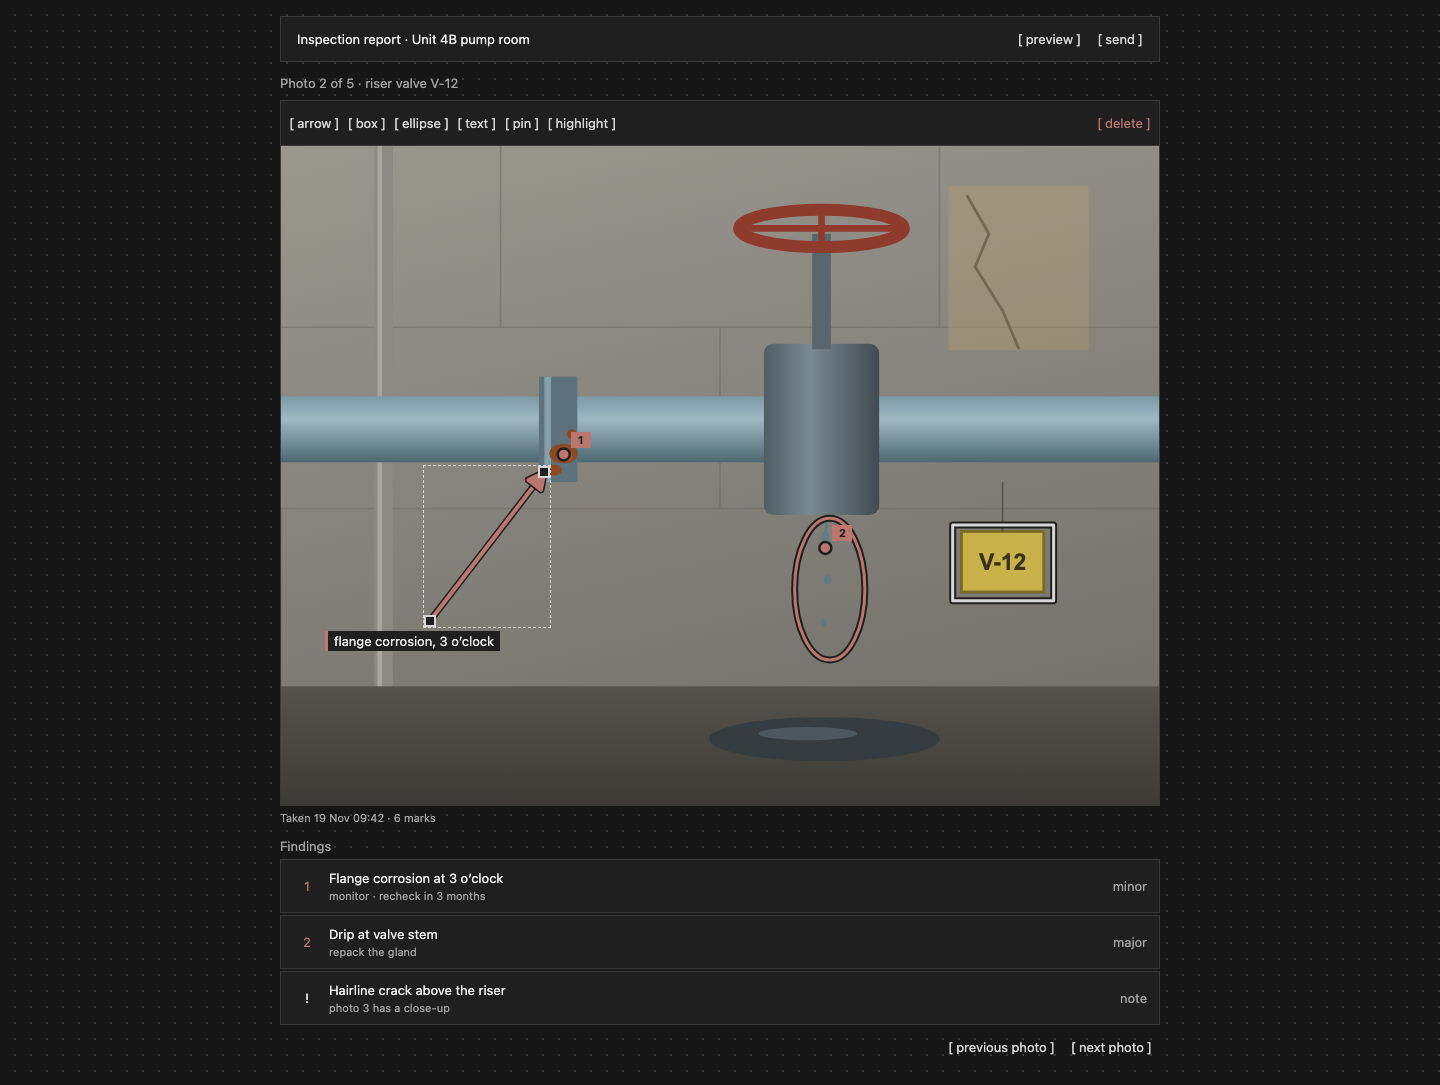 Inspection report · Unit 4B pump room
[ preview ] [ send ]
Photo 2 of 5 · riser valve V-12
[ arrow ] [ box ] [ ellipse ] [ text ] [ pin ] [ highlight ]
[ delete ]
1
2
V-12
flange corrosion, 3 o’clock
Taken 19 Nov 09:42 · 6 marks
Findings
1
Flange corrosion at 3 o’clock
monitor · recheck in 3 months
minor
2
Drip at valve stem
repack the gland
major
!
Hairline crack above the riser
photo 3 has a close-up
note
[ previous photo ] [ next photo ]